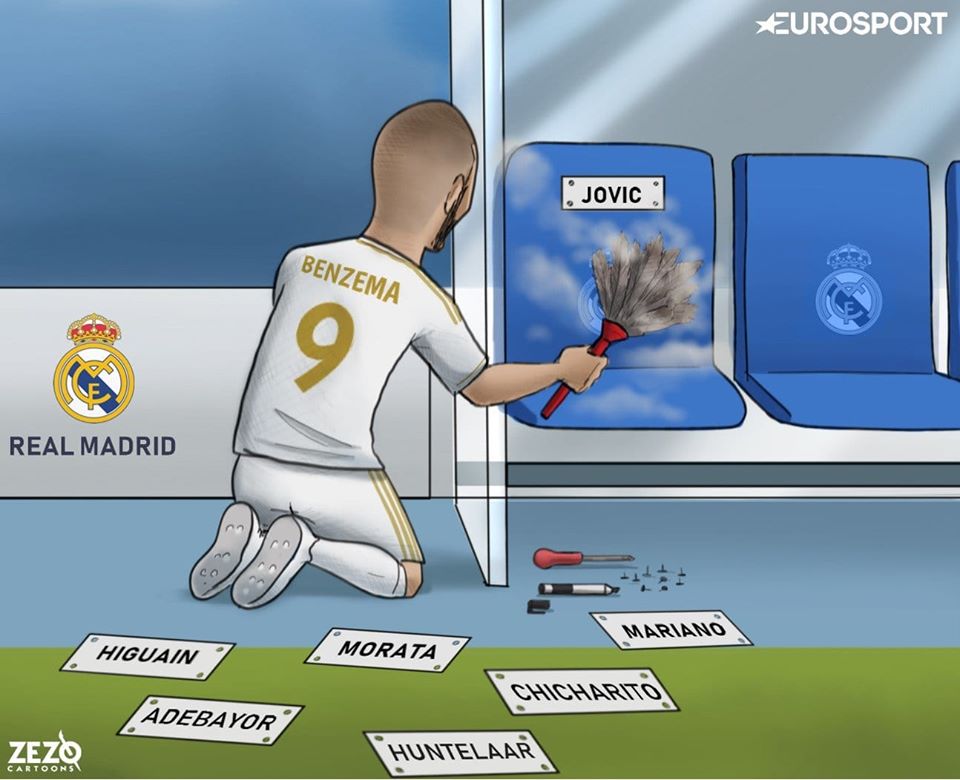 EUROSPORT
JOVIC
BENZEMA
9
REAL MADRID
MARIANO
HIGUAIN
MORATA
CHICHARITO
ADEBAYOR
HUNTELAAR
ZEZO
CARTOONS